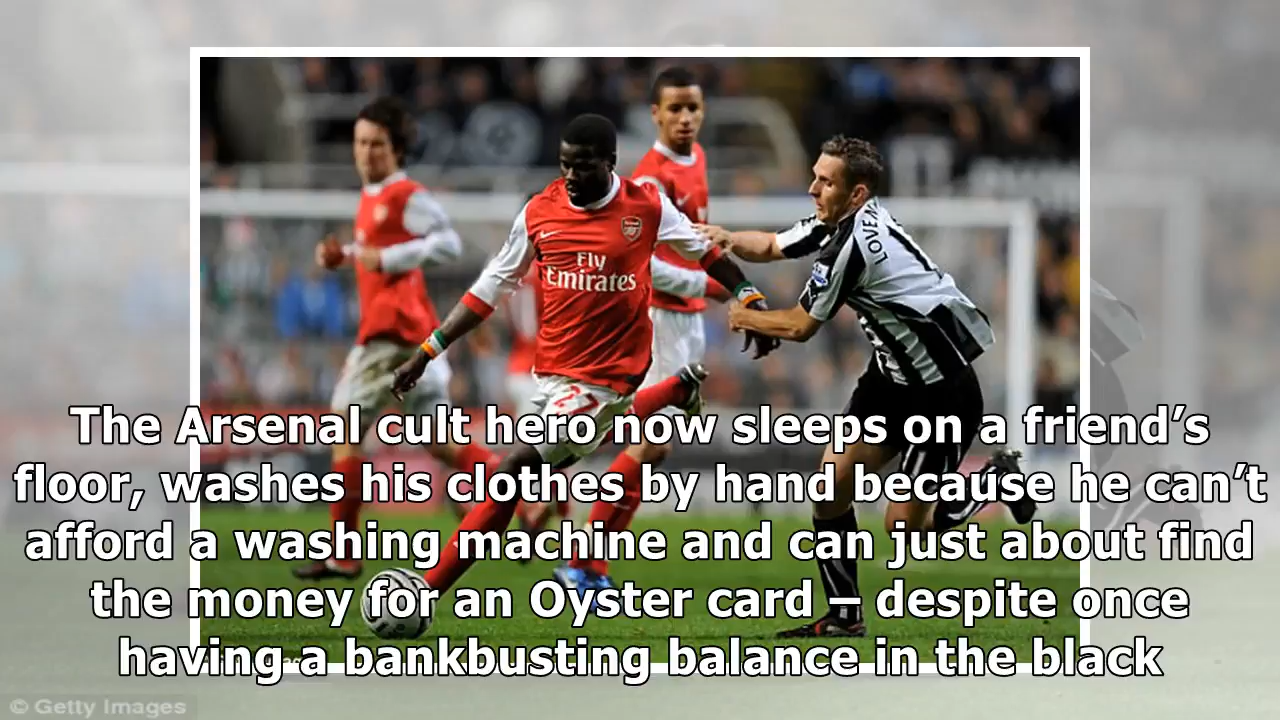 LOVEN
Fly
Emirates
27
The Arsenal cult hero now sleeps on a friend’s
floor, washes his clothes by hand because he can’t
afford a washing machine and can just about find
the money for an Oyster card – despite once
having a bankbusting balance in the black
© Getty Images